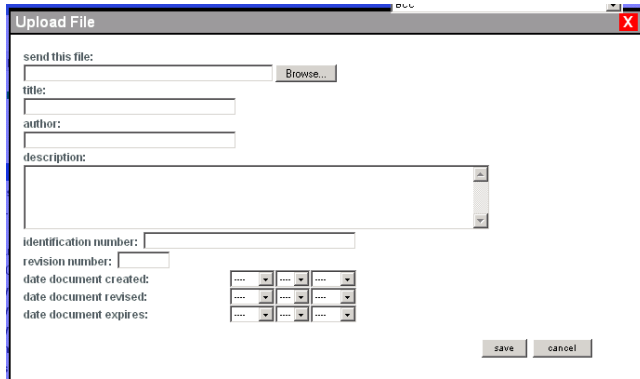 Upload File X
send this file:
Browse...
title:
author:
description:
identification number:
revision number:
date document created: ---- ---- ----
date document revised: ---- ---- ----
date document expires: ---- ---- ----
save cancel